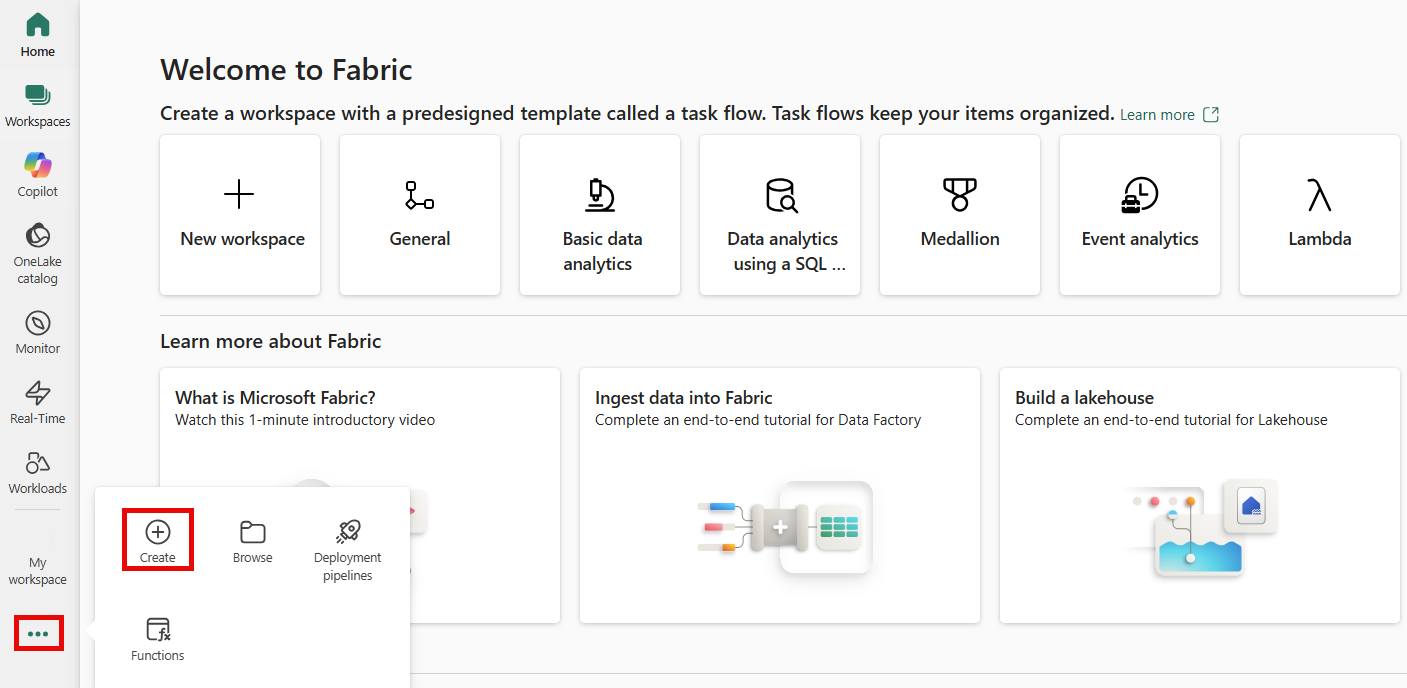 Home
Workspaces
Copilot
OneLake
catalog
Monitor
Real-Time
Workloads
My
workspace
Welcome to Fabric
Create a workspace with a predesigned template called a task flow. Task flows keep your items organized. Learn more
New workspace
General
Basic data
analytics
Data analytics
using a SQL ...
Medallion
Event analytics
Lambda
Learn more about Fabric
What is Microsoft Fabric?
Watch this 1-minute introductory video
Ingest data into Fabric
Complete an end-to-end tutorial for Data Factory
Build a lakehouse
Complete an end-to-end tutorial for Lakehouse
Create
Browse
Deployment
pipelines
Functions